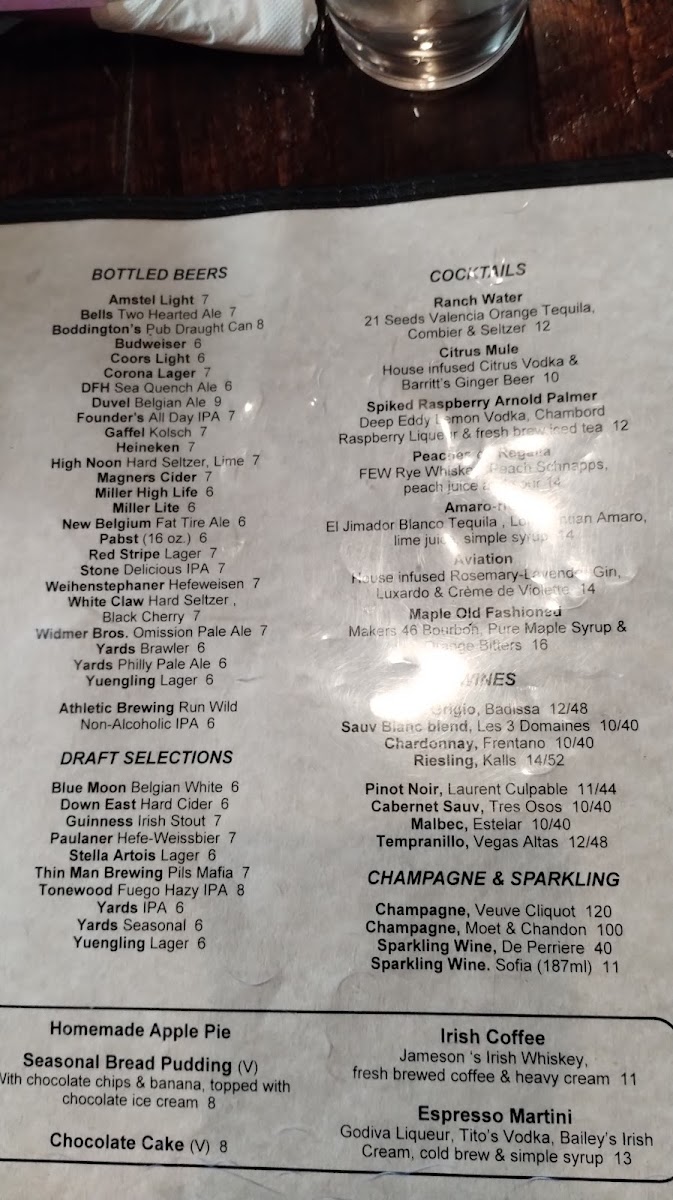 BOTTLED BEERS
Amstel Light 7
Bells Two Hearted Ale 7
Boddington's Pub Draught Can 8
Budweiser 6
Coors Light 6
Corona Lager 7
DFH Sea Quench Ale 6
Duvel Belgian Ale 9
Founder's All Day IPA 7
Gaffel Kolsch 7
Heineken 7
High Noon Hard Seltzer, Lime 7
Magners Cider 7
Miller High Life 6
Miller Lite 6
New Belgium Fat Tire Ale 6
Pabst (16 oz.) 6
Red Stripe Lager 7
Stone Delicious IPA 7
Weihenstephaner Hefeweisen 7
White Claw Hard Seltzer ,
Black Cherry 7
Widmer Bros. Omission Pale Ale 7
Yards Brawler 6
Yards Philly Pale Ale 6
Yuengling Lager 6
Athletic Brewing Run Wild
Non-Alcoholic IPA 6
DRAFT SELECTIONS
Blue Moon Belgian White 6
Down East Hard Cider 6
Guinness Irish Stout 7
Paulaner Hefe-Weissbier 7
Stella Artois Lager 6
Thin Man Brewing Pils Mafia 7
Tonewood Fuego Hazy IPA 8
Yards IPA 6
Yards Seasonal 6
Yuengling Lager 6
COCKTAILS
Ranch Water
21 Seeds Valencia Orange Tequila,
Combier & Seltzer 12
Citrus Mule
House infused Citrus Vodka &
Barritt's Ginger Beer 10
Spiked Raspberry Arnold Palmer
Deep Eddy Lemon Vodka, Chambord
Raspberry Liqueur & fresh brew iced tea 12
Peaches Regalia
FEW Rye Whiskey, Peach Schnapps,
peach juice 14
El Jimador Blanco Tequila , Amaro,
lime juice simple syrup 14
Aviation
House infused Rosemary-Lavender Gin,
Luxardo & Crème de Violette 14
Maple Old Fashioned
Makers 46 Bourbon, Pure Maple Syrup &
Orange Bitters 16
WINES
Grigio, Badissa 12/48
Sauv Blanc blend, Les 3 Domaines 10/40
Chardonnay, Frentano 10/40
Riesling, Kalls 14/52
Pinot Noir, Laurent Culpable 11/44
Cabernet Sauv, Tres Osos 10/40
Malbec, Estelar 10/40
Tempranillo, Vegas Altas 12/48
CHAMPAGNE & SPARKLING
Champagne, Veuve Cliquot 120
Champagne, Moet & Chandon 100
Sparkling Wine, De Perriere 40
Sparkling Wine. Sofia (187ml) 11
Homemade Apple Pie
Seasonal Bread Pudding (V)
With chocolate chips & banana, topped with
chocolate ice cream 8
Chocolate Cake (V) 8
Irish Coffee
Jameson 's Irish Whiskey,
fresh brewed coffee & heavy cream 11
Espresso Martini
Godiva Liqueur, Tito's Vodka, Bailey's Irish
Cream, cold brew & simple syrup 13